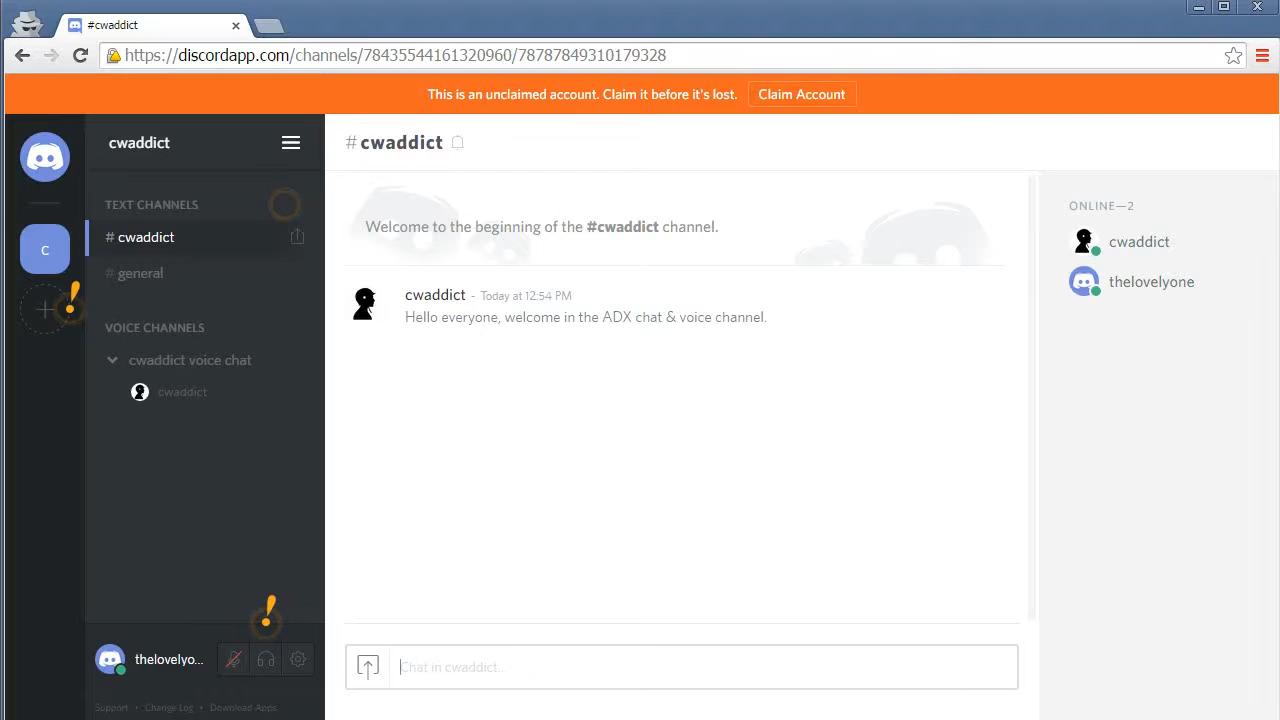 #cwaddict
https://discordapp.com/channels/78435544161320960/78787849310179328
This is an unclaimed account. Claim it before it's lost.
Claim Account
cwaddict
TEXT CHANNELS
# cwaddict
# general
VOICE CHANNELS
cwaddict voice chat
cwaddict
C
thelovelyo...
Support • Change Log • Download Apps
# cwaddict
Welcome to the beginning of the #cwaddict channel.
cwaddict - Today at 12:54 PM
Hello everyone, welcome in the ADX chat & voice channel.
Chat in cwaddict...
ONLINE—2
cwaddict
thelovelyone